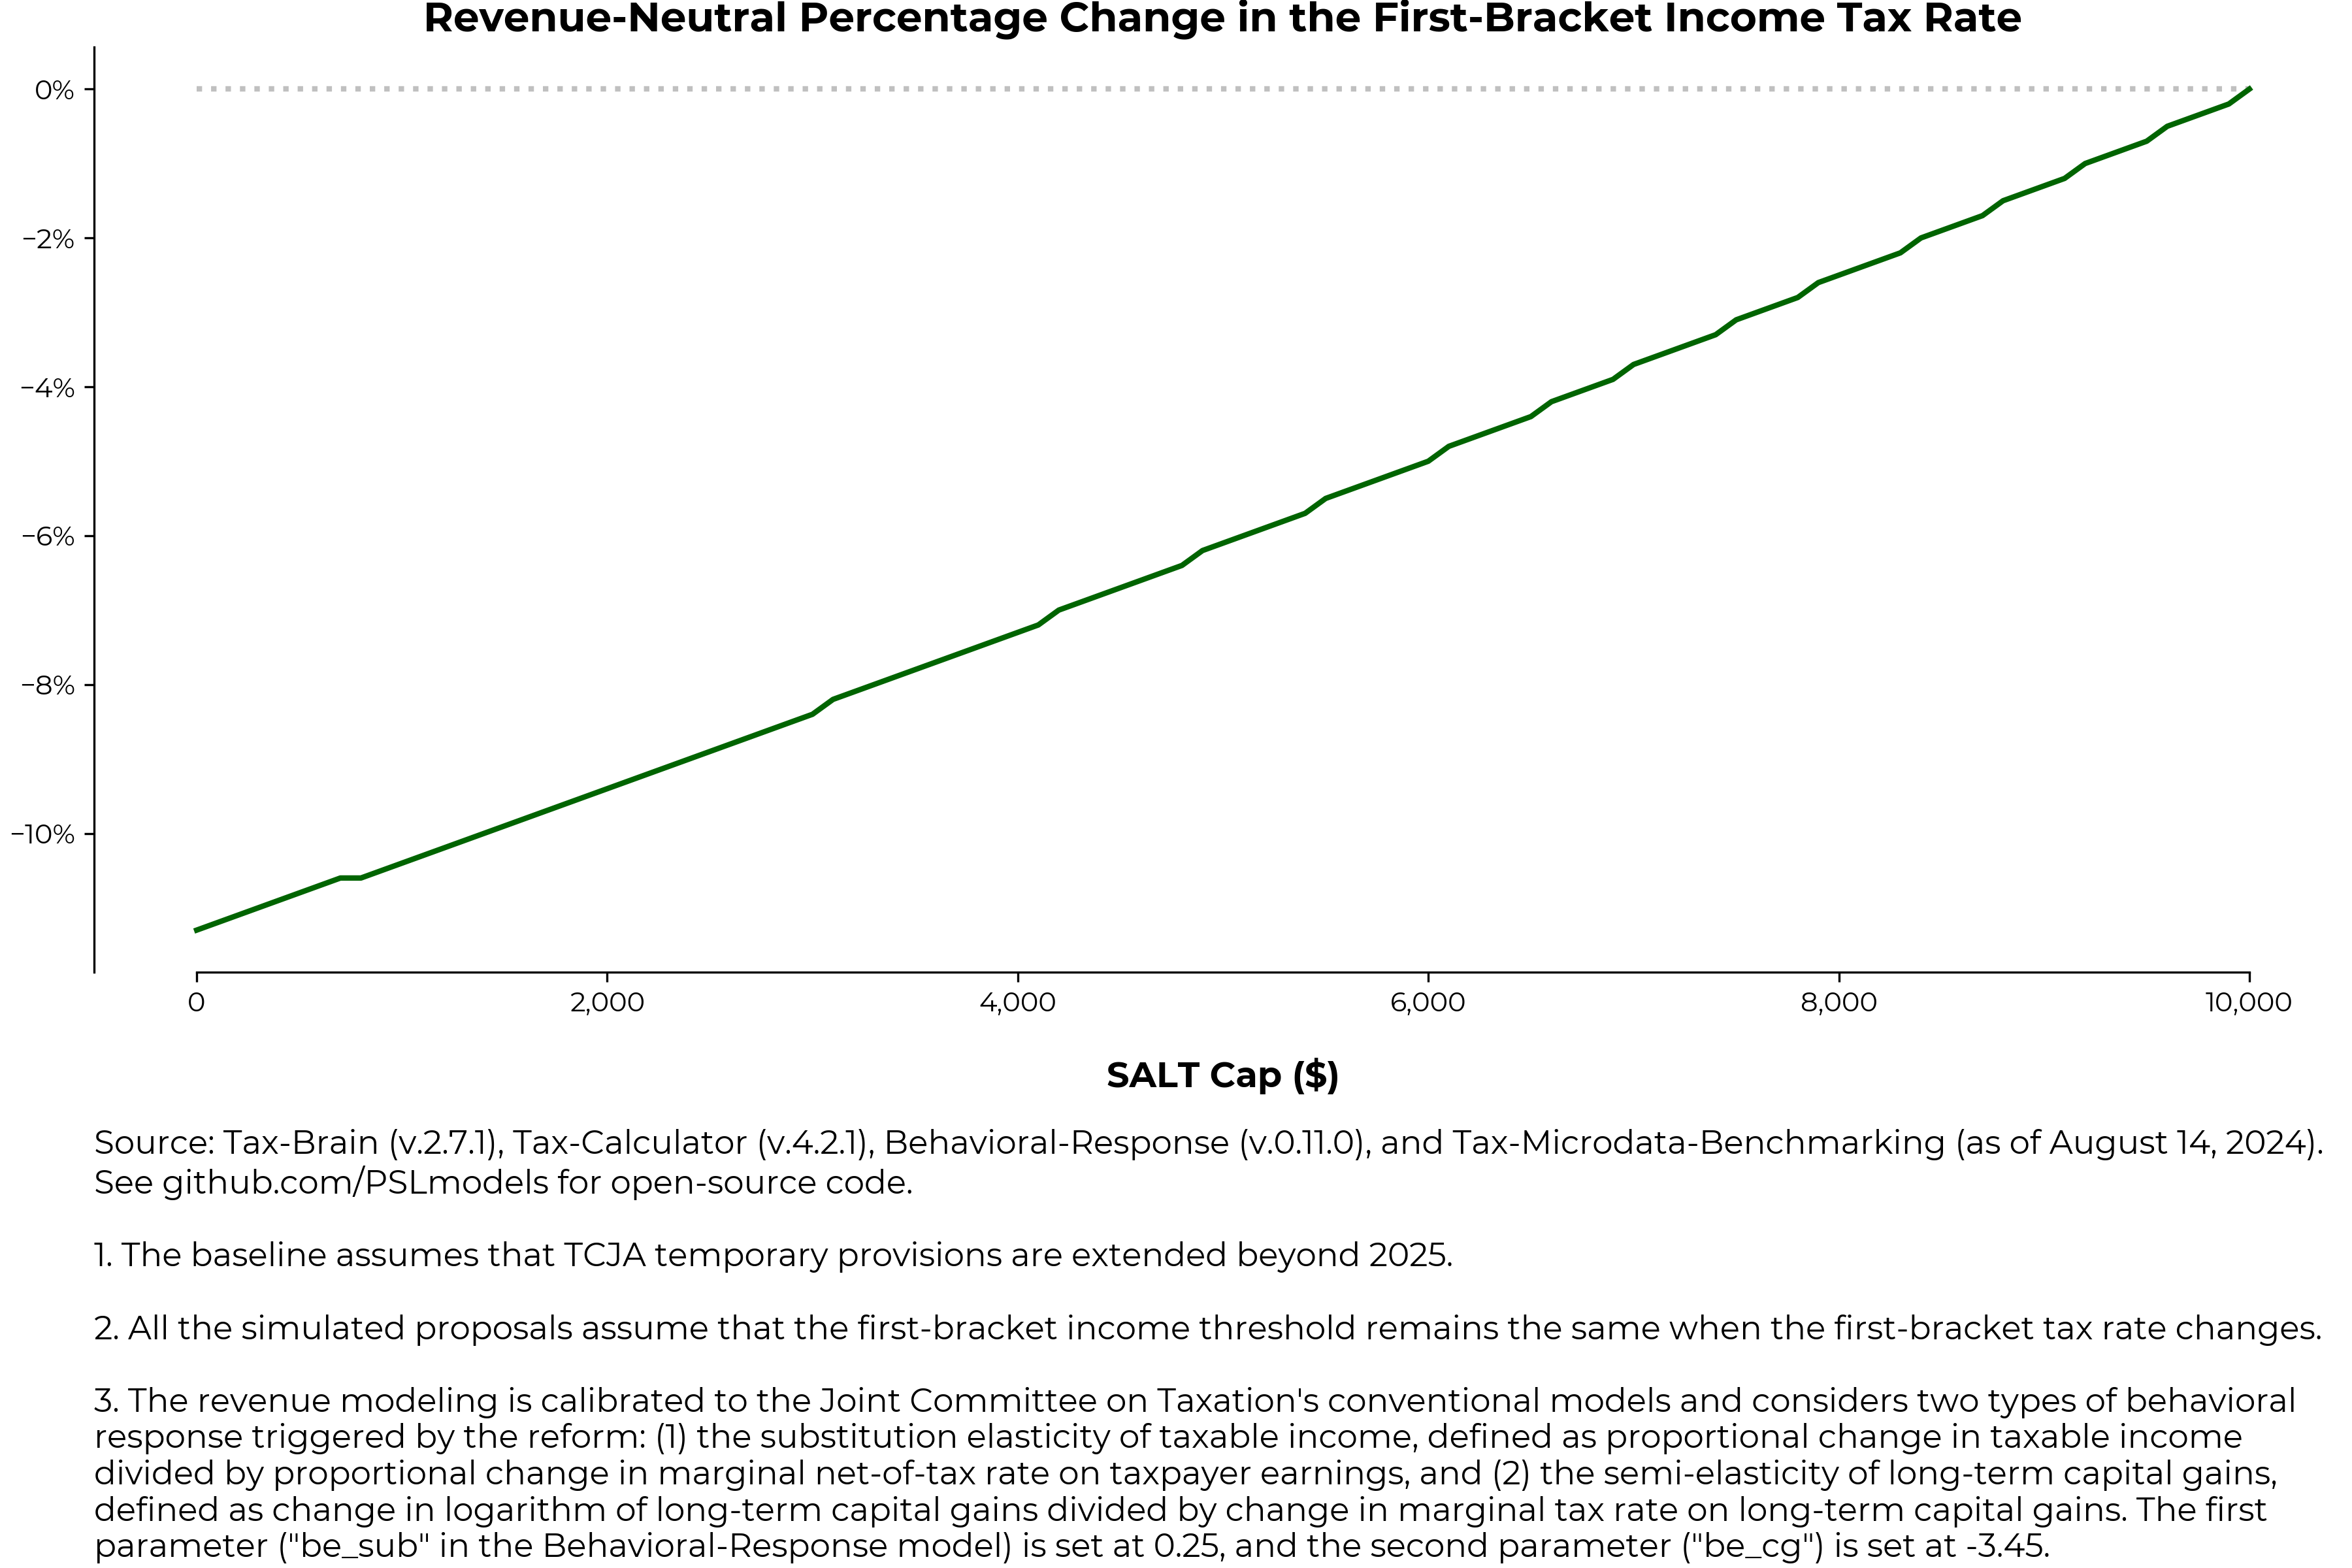 Revenue-Neutral Percentage Change in the First-Bracket Income Tax Rate
0%
−2%
−4%
−6%
−8%
−10%
0
2,000
4,000
6,000
8,000
10,000
SALT Cap ($)
Source: Tax-Brain (v.2.7.1), Tax-Calculator (v.4.2.1), Behavioral-Response (v.0.11.0), and Tax-Microdata-Benchmarking (as of August 14, 2024).
See github.com/PSLmodels for open-source code.
1. The baseline assumes that TCJA temporary provisions are extended beyond 2025.
2. All the simulated proposals assume that the first-bracket income threshold remains the same when the first-bracket tax rate changes.
3. The revenue modeling is calibrated to the Joint Committee on Taxation's conventional models and considers two types of behavioral
response triggered by the reform: (1) the substitution elasticity of taxable income, defined as proportional change in taxable income
divided by proportional change in marginal net-of-tax rate on taxpayer earnings, and (2) the semi-elasticity of long-term capital gains,
defined as change in logarithm of long-term capital gains divided by change in marginal tax rate on long-term capital gains. The first
parameter ("be_sub" in the Behavioral-Response model) is set at 0.25, and the second parameter ("be_cg") is set at -3.45.